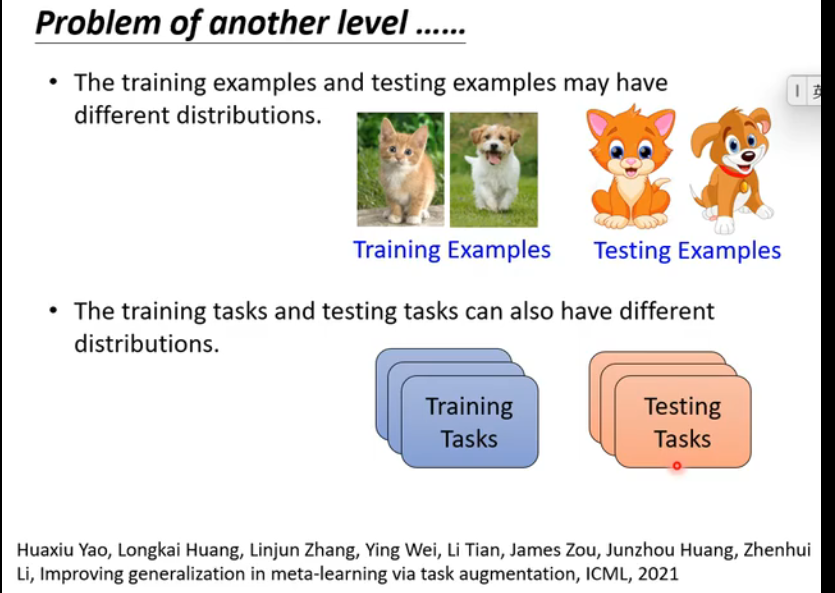 Problem of another level ......
• The training examples and testing examples may have
different distributions.
Training Examples
Testing Examples
• The training tasks and testing tasks can also have different
distributions.
Training
Tasks
Testing
Tasks
Huaxiu Yao, Longkai Huang, Linjun Zhang, Ying Wei, Li Tian, James Zou, Junzhou Huang, Zhenhui
Li, Improving generalization in meta-learning via task augmentation, ICML, 2021